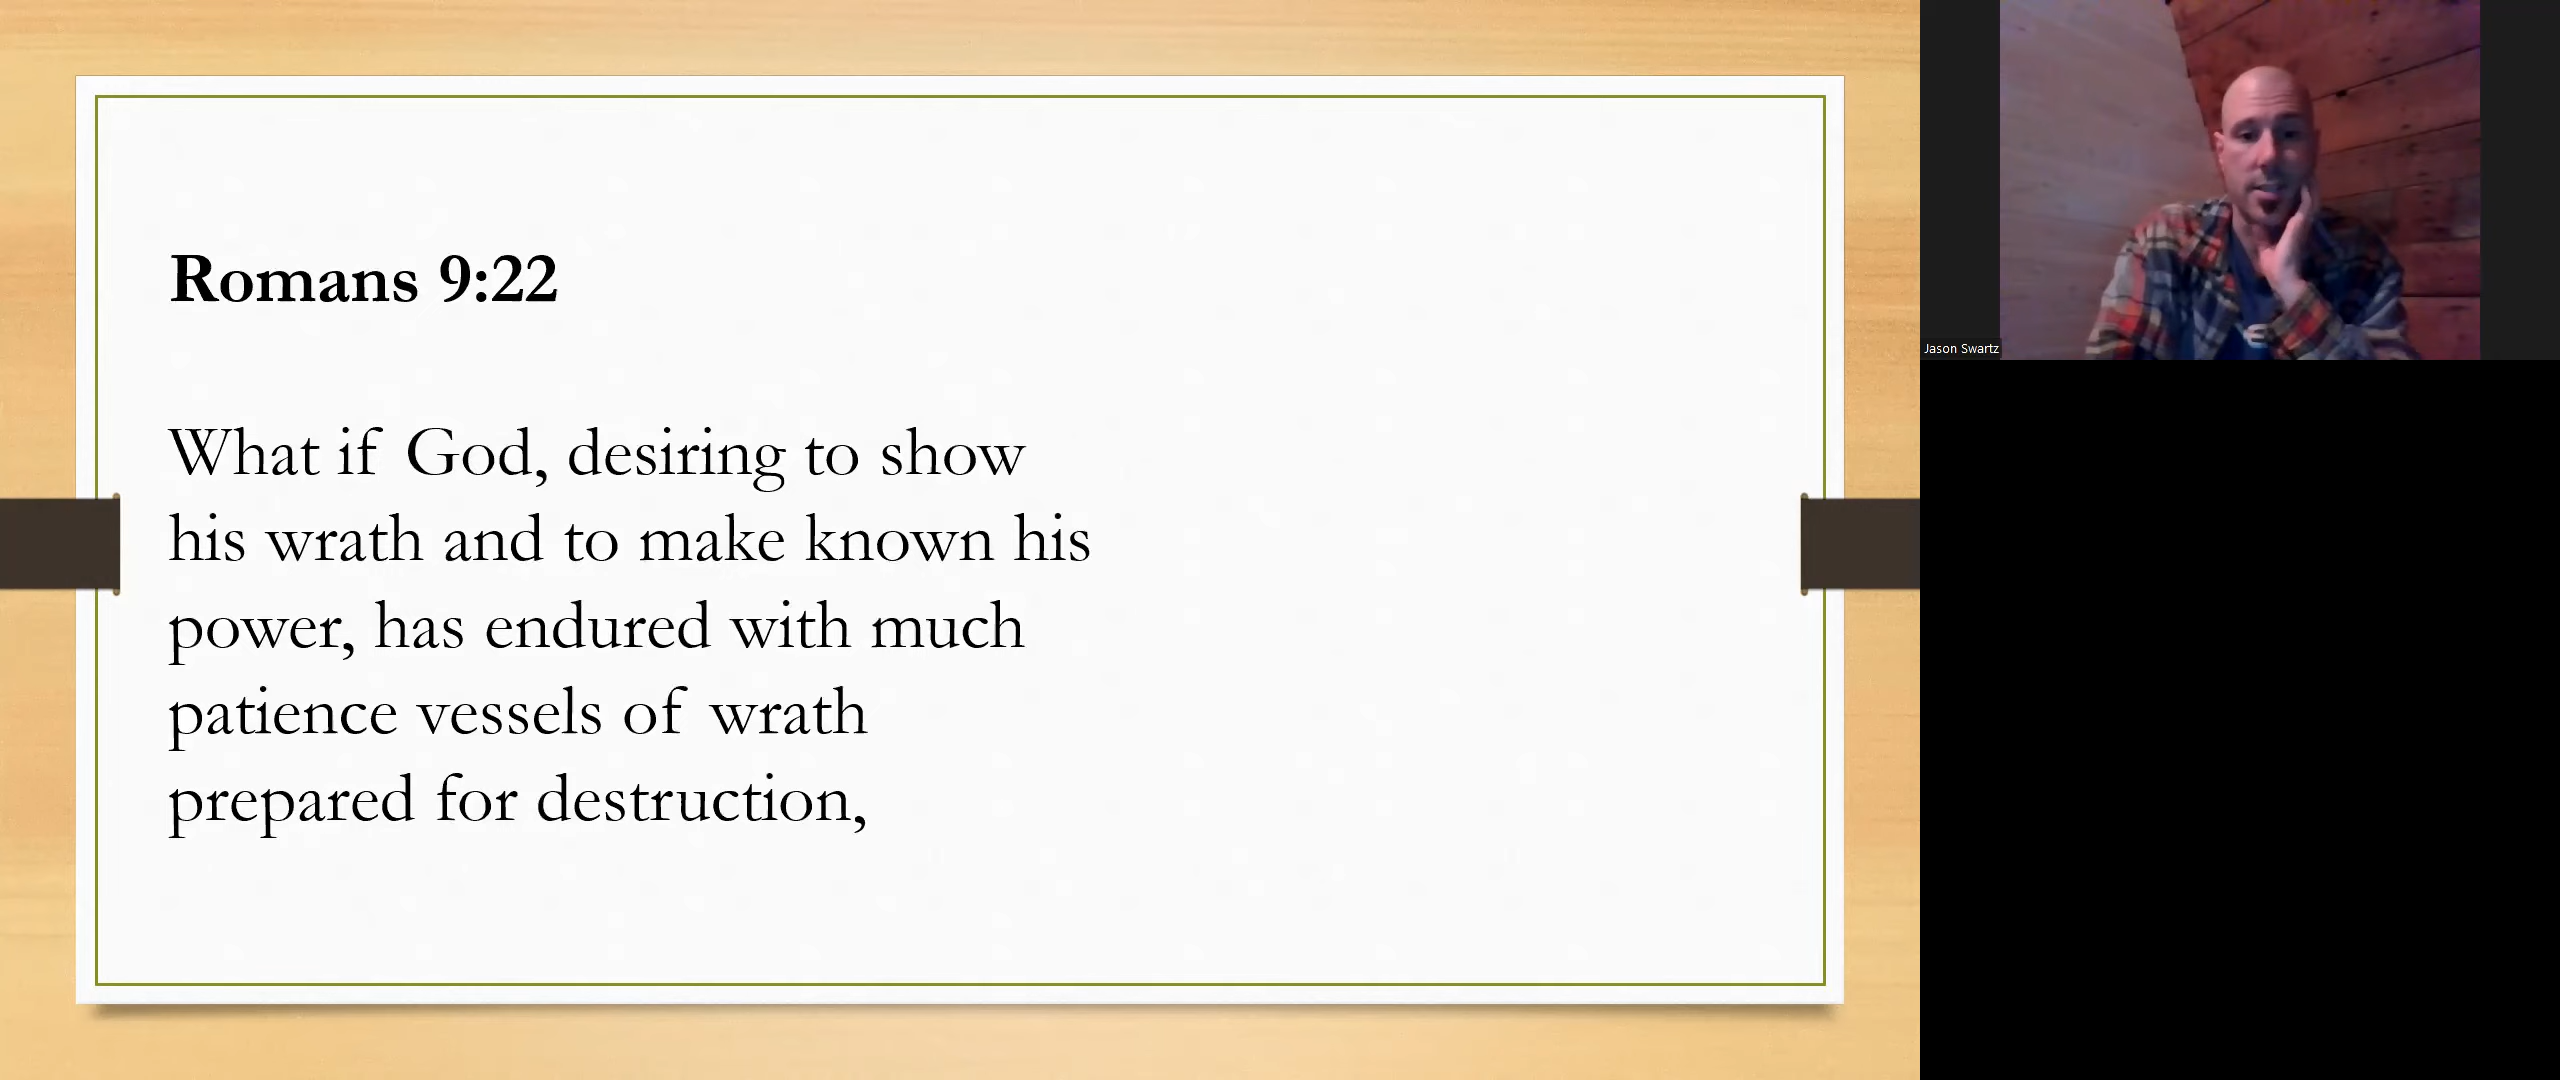 Romans 9:22
What if God, desiring to show
his wrath and to make known his
power, has endured with much
patience vessels of wrath
prepared for destruction,
Jason Swartz